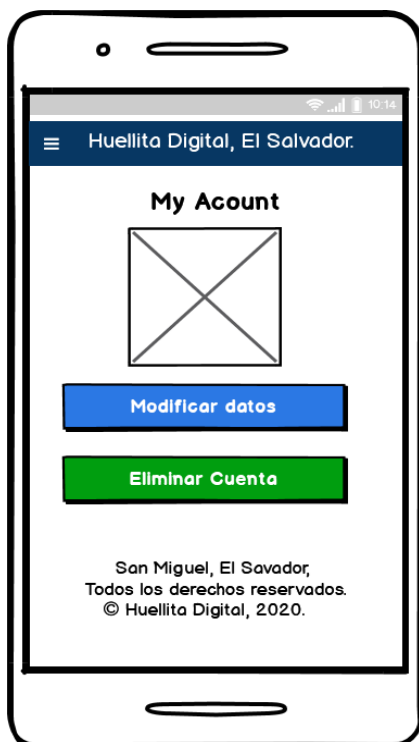 10:14
Huellita Digital, El Salvador.
My Acount
Modificar datos
Eliminar Cuenta
San Miguel, El Savador,
Todos los derechos reservados.
© Huellita Digital, 2020.